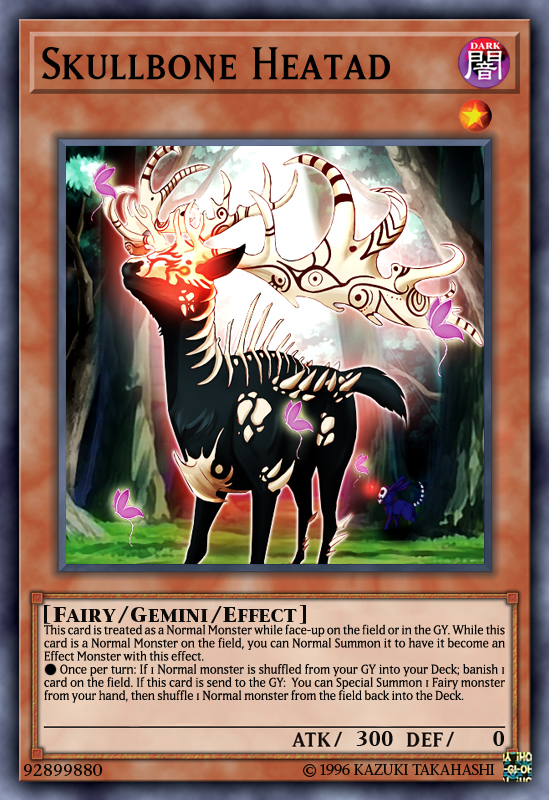 Skullbone Heatad
DARK
闇
[Fairy/Gemini/Effect]
This card is treated as a Normal Monster while face-up on the field or in the GY. While this
card is a Normal Monster on the field, you can Normal Summon it to have it become an
Effect Monster with this effect.
● Once per turn: If 1 Normal monster is shuffled from your GY into your Deck; banish 1
card on the field. If this card is send to the GY: You can Special Summon 1 Fairy monster
from your hand, then shuffle 1 Normal monster from the field back into the Deck.
ATK/ 300 DEF/ 0
92899880 © 1996 KAZUKI TAKAHASHI